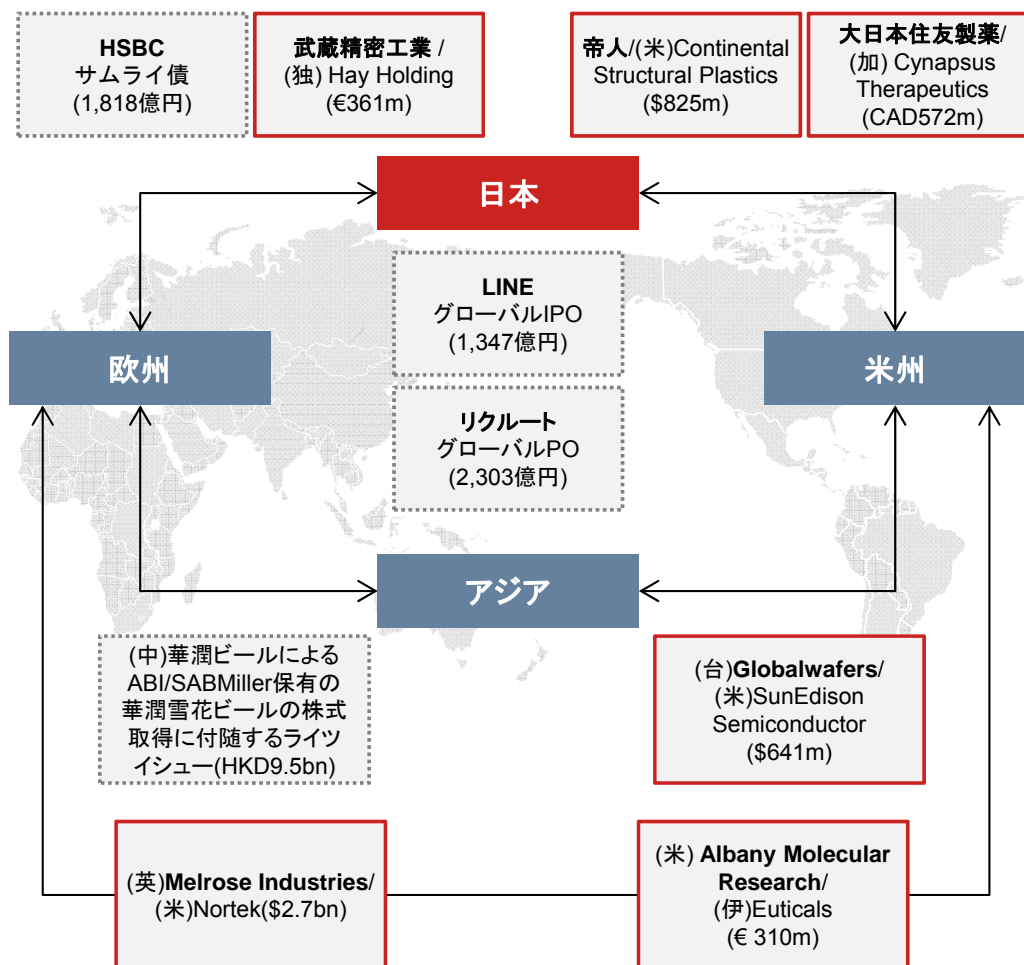 HSBC
サムライ債
(1,818億円)
武蔵精密工業 /
(独) Hay Holding
(€361m)
帝人/(米)Continental
Structural Plastics
($825m)
大日本住友製薬/
(加) Cynapsus
Therapeutics
(CAD572m)
日本
LINE
グローバルIPO
(1,347億円)
欧州
米州
リクルート
グローバルPO
(2,303億円)
アジア
(中)華潤ビールによる
ABI/SABMiller保有の
華潤雪花ビールの株式
取得に付随するライツ
イシュー(HKD9.5bn)
(台)Globalwafers/
(米)SunEdison
Semiconductor
($641m)
(英)Melrose Industries/
(米)Nortek($2.7bn)
(米) Albany Molecular
Research/
(伊)Euticals
(€ 310m)